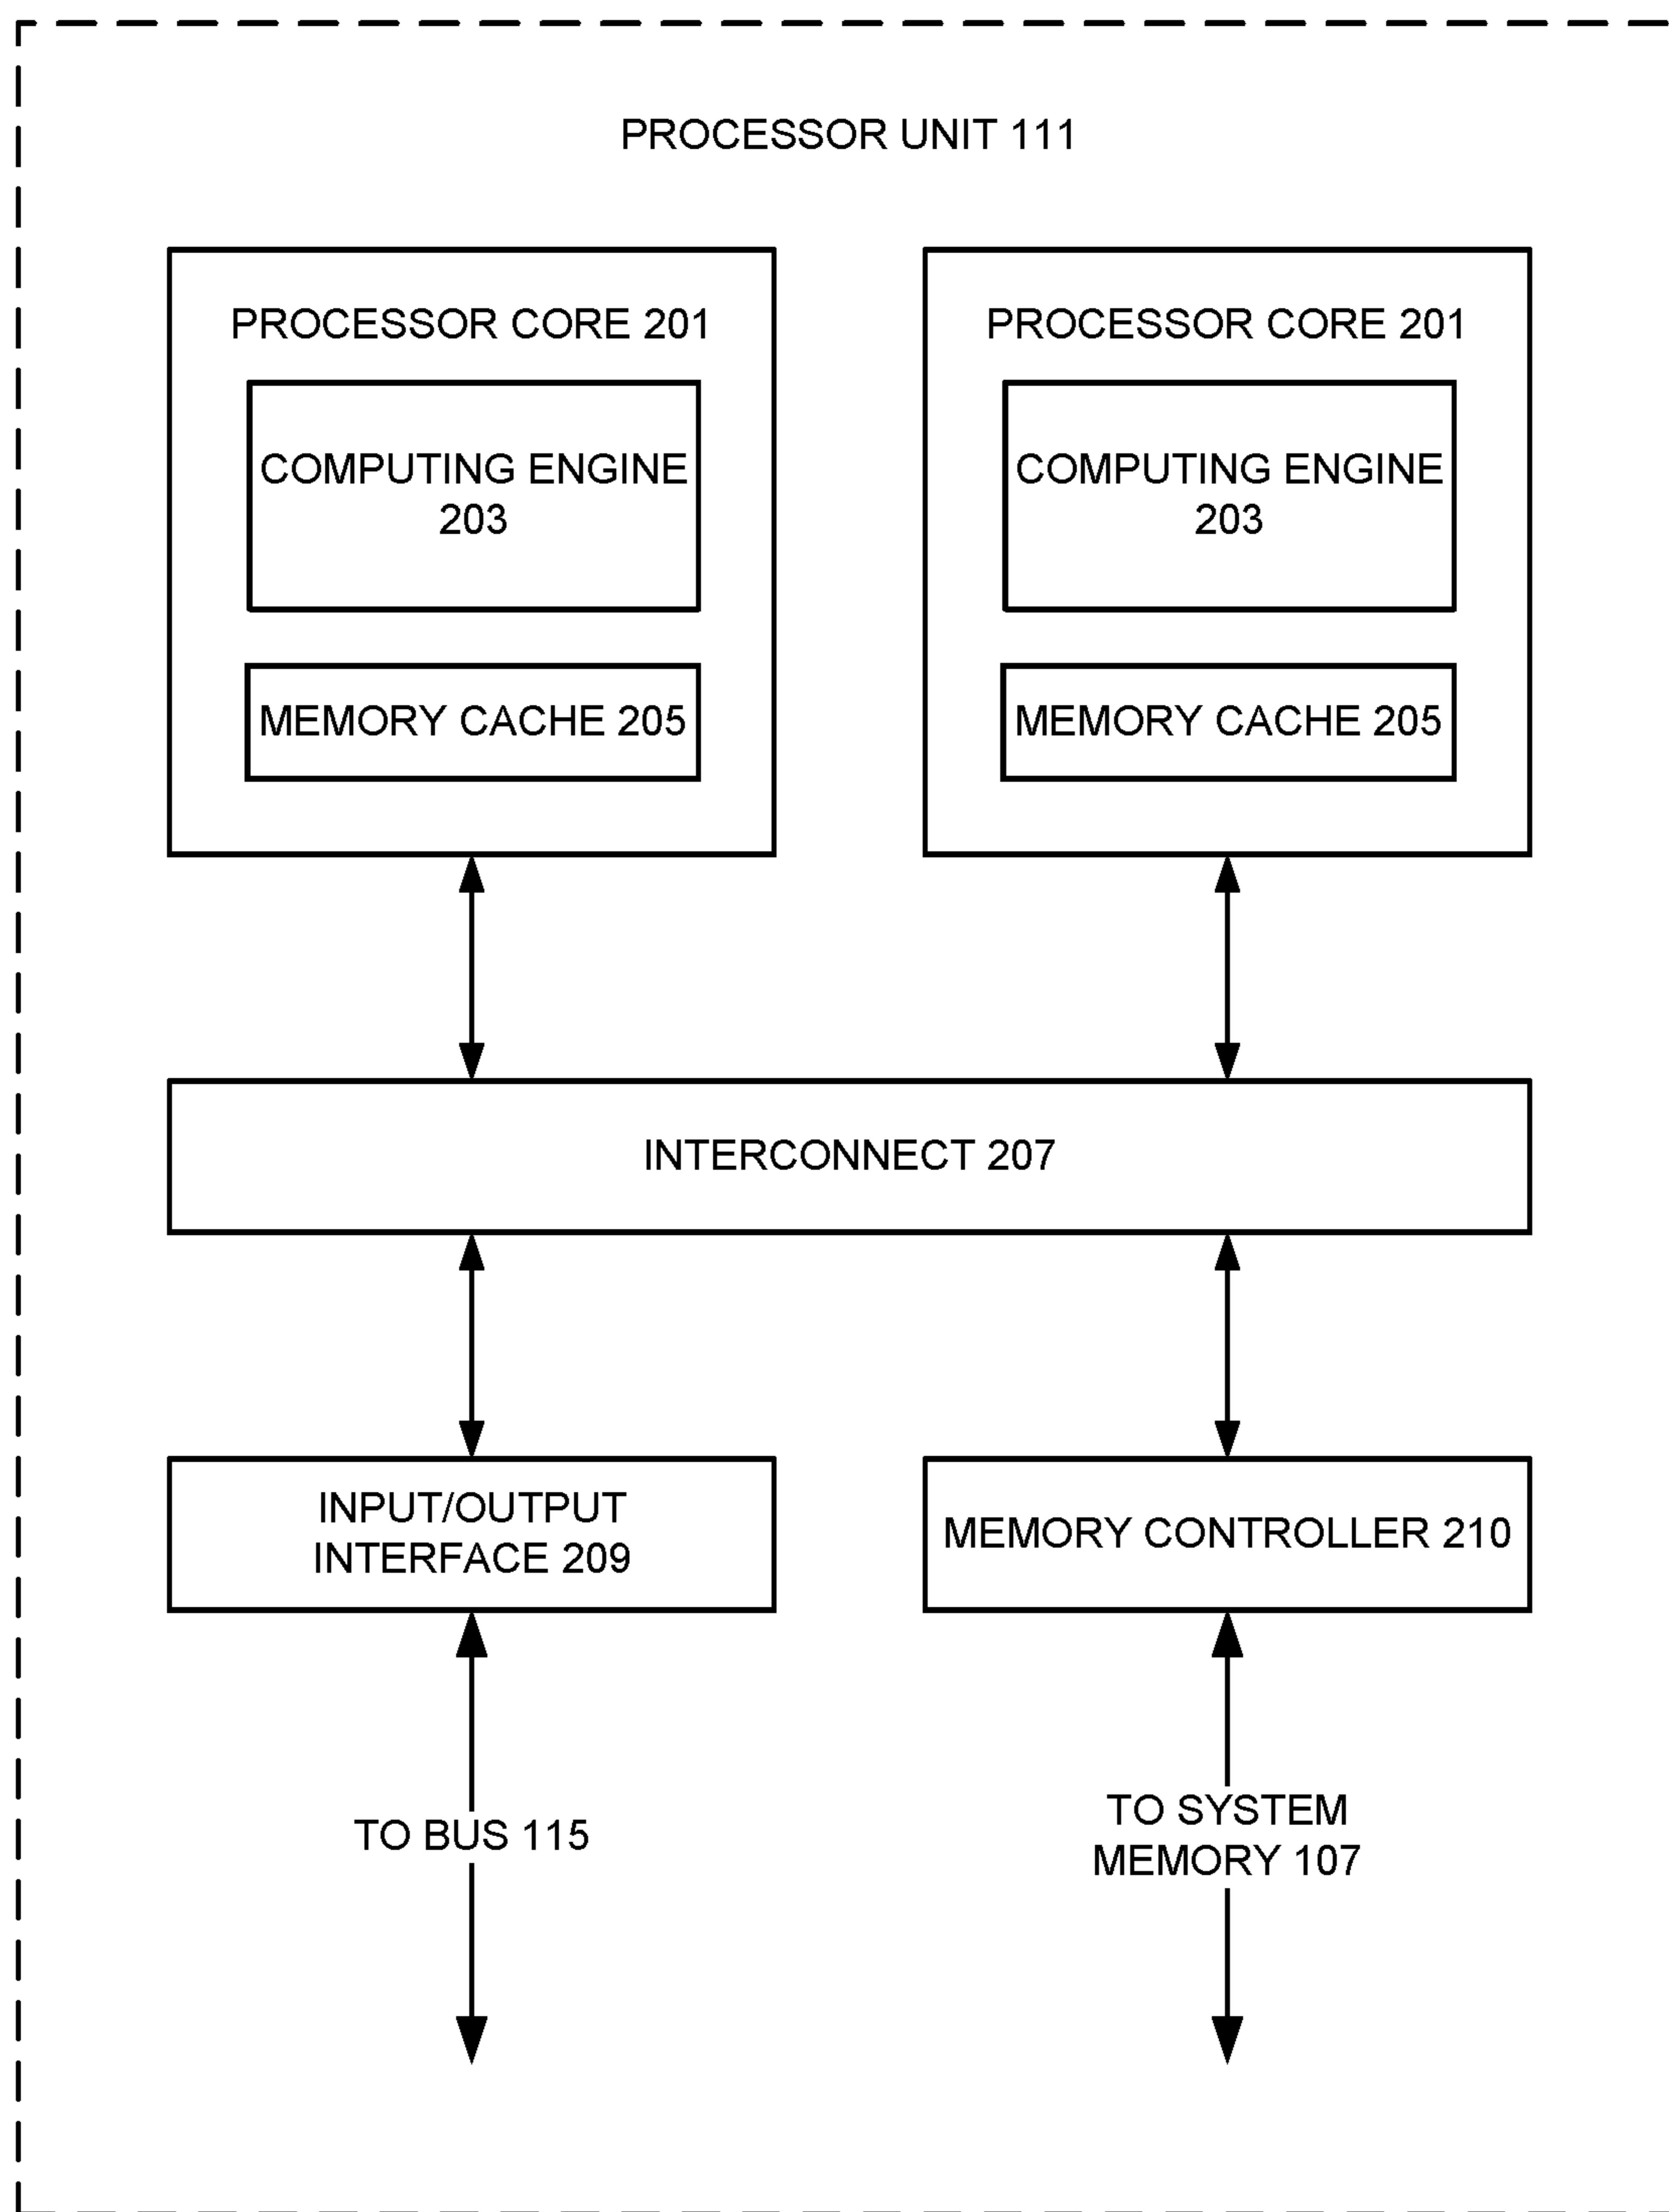 PROCESSOR UNIT 111
PROCESSOR CORE 201
COMPUTING ENGINE
203
MEMORY CACHE 205
PROCESSOR CORE 201
COMPUTING ENGINE
203
MEMORY CACHE 205
INTERCONNECT 207
INPUT/OUTPUT
INTERFACE 209
MEMORY CONTROLLER 210
TO BUS 115
TO SYSTEM
MEMORY 107